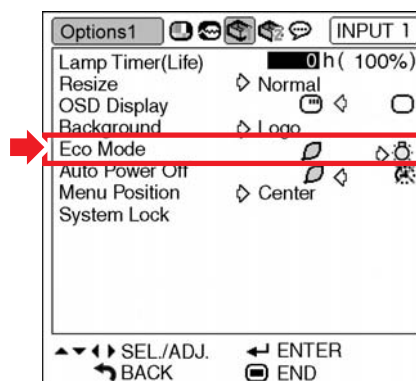 Options1 INPUT 1
Lamp Timer(Life) 0 h ( 100%)
Resize Normal
OSD Display
Background Logo
Eco Mode
Auto Power Off
Menu Position Center
System Lock
SEL./ADJ. ENTER
BACK END